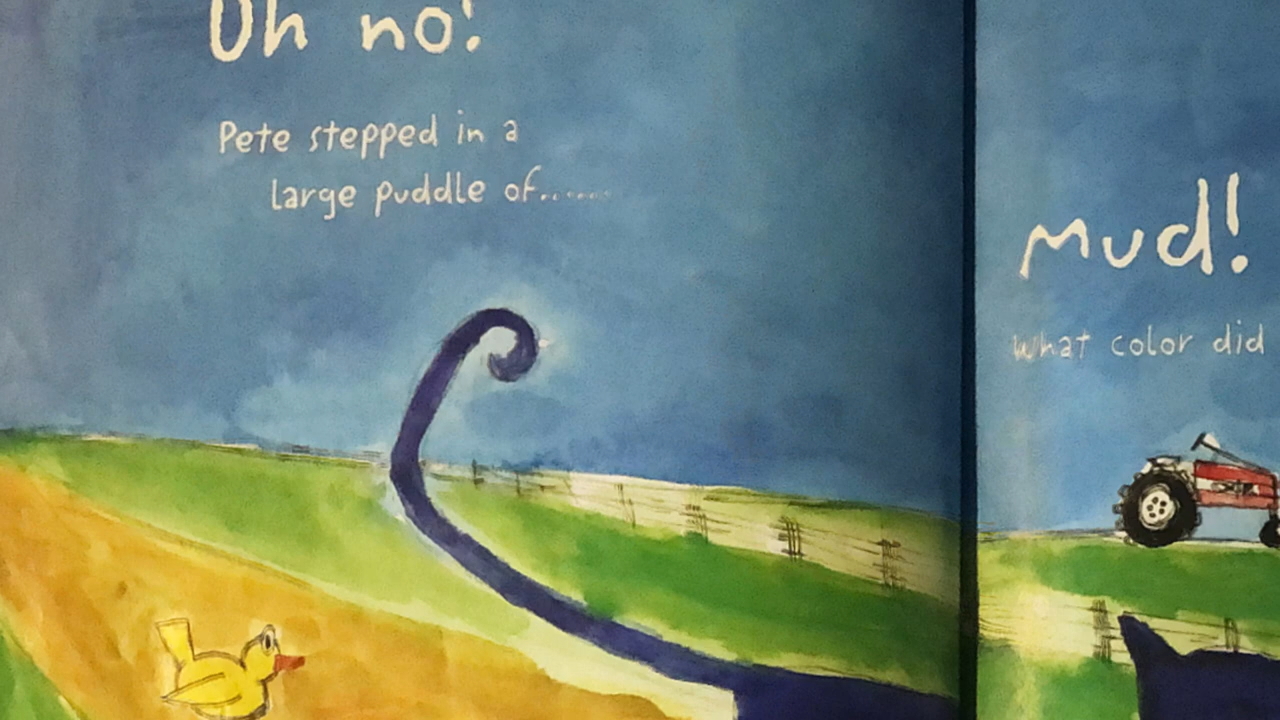 Oh no!
Pete stepped in a
large puddle of.......
Mud!
What color did